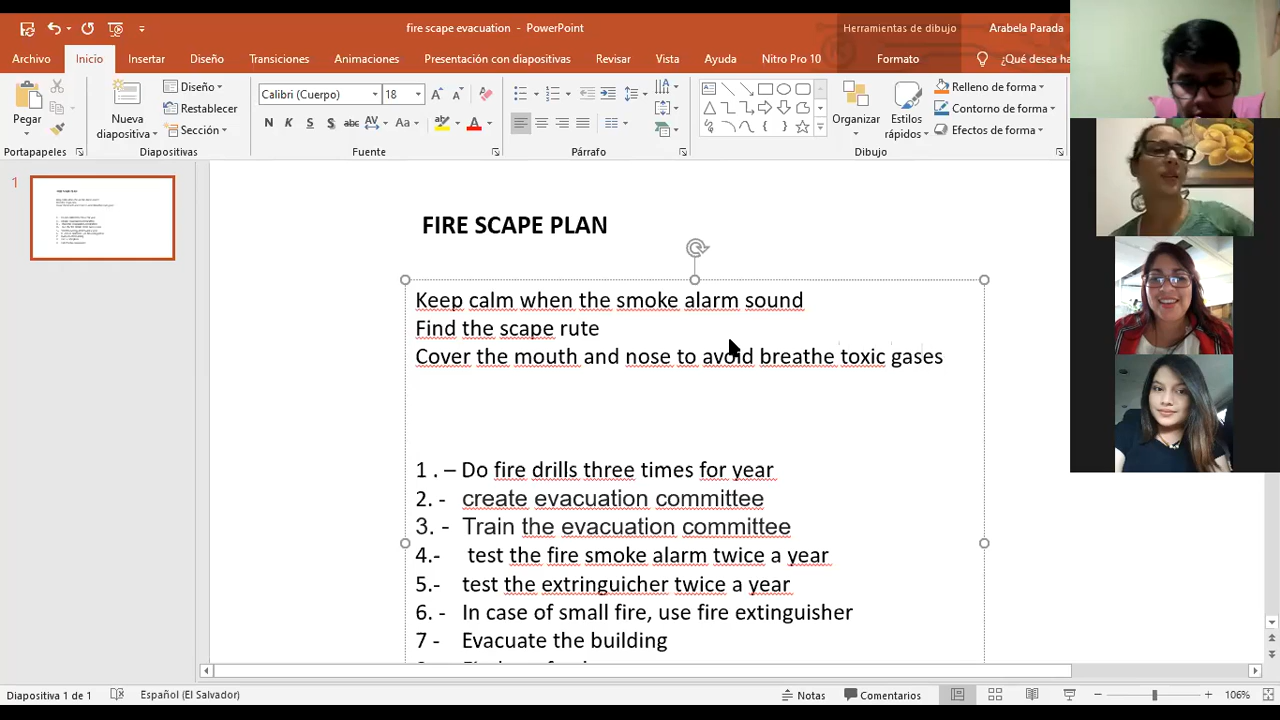 fire scape evacuation - PowerPoint
Herramientas de dibujo
Arabela Parada
Archivo
Inicio
Insertar
Diseño
Transiciones
Animaciones
Presentación con diapositivas
Revisar
Vista
Ayuda
Nitro Pro 10
Formato
¿Qué desea ha
Pegar
Nueva diapositiva
Diseño
Restablecer
Sección
Calibri (Cuerpo)
18
N K S S abc AV Aa A
Organizar
Estilos rápidos
Relleno de forma
Contorno de forma
Efectos de forma
Portapapeles
Diapositivas
Fuente
Párrafo
Dibujo
1
FIRE SCAPE PLAN
Keep calm when the smoke alarm sound
Find the scape rute
Cover the mouth and nose to avoid breathe toxic gases
1 . – Do fire drills three times for year
2. - create evacuation committee
3. - Train the evacuation committee
4.- test the fire smoke alarm twice a year
5.- test the extringuicher twice a year
6. - In case of small fire, use fire extinguisher
7 - Evacuate the building
Diapositiva 1 de 1
Español (El Salvador)
Notas
Comentarios
106%